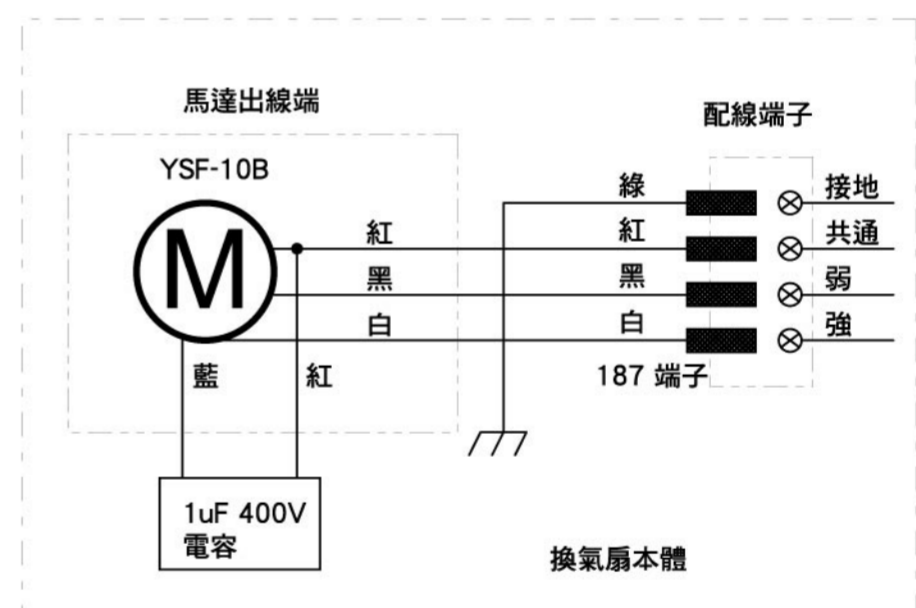 馬達出線端
配線端子
YSF-10B
M
綠
接地
紅
紅
共通
黑
黑
弱
白
白
強
藍
紅
187 端子
1uF 400V
電容
換氣扇本體